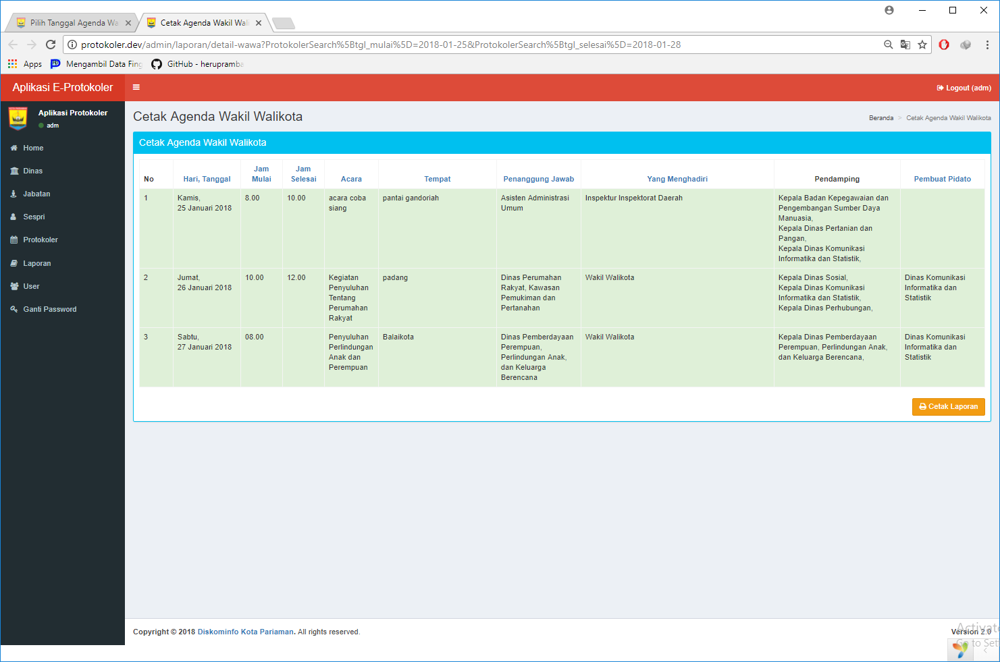 Pilih Tanggal Agenda Wa
Cetak Agenda Wakil Wali
protokoler.dev/admin/laporan/detail-wawa?ProtokolerSearch%5Btgl_mulai%5D=2018-01-25&ProtokolerSearch%5Btgl_selesai%5D=2018-01-28
Apps
Mengambil Data Fing
GitHub - herupramba
Aplikasi E-Protokoler
Logout (adm)
Aplikasi Protokoler
adm
Home
Dinas
Jabatan
Sespri
Protokoler
Laporan
User
Ganti Password
Cetak Agenda Wakil Walikota
Beranda > Cetak Agenda Wakil Walikota
Cetak Agenda Wakil Walikota
No
Hari, Tanggal
Jam
Mulai
Jam
Selesai
Acara
Tempat
Penanggung Jawab
Yang Menghadiri
Pendamping
Pembuat Pidato
1
Kamis,
25 Januari 2018
8.00
10.00
acara coba
siang
pantai gandoriah
Asisten Administrasi
Umum
Inspektur Inspektorat Daerah
Kepala Badan Kepegawaian dan
Pengembangan Sumber Daya
Manuasia,
Kepala Dinas Pertanian dan
Pangan,
Kepala Dinas Komunikasi
Informatika dan Statistik,
2
Jumat,
26 Januari 2018
10.00
12.00
Kegiatan
Penyuluhan
Tentang
Perumahan
Rakyat
padang
Dinas Perumahan
Rakyat, Kawasan
Pemukiman dan
Pertanahan
Wakil Walikota
Kepala Dinas Sosial,
Kepala Dinas Komunikasi
Informatika dan Statistik,
Kepala Dinas Perhubungan,
Dinas Komunikasi
Informatika dan
Statistik
3
Sabtu,
27 Januari 2018
08.00
Penyuluhan
Perlindungan
Anak dan
Perempuan
Balaikota
Dinas Pemberdayaan
Perempuan,
Perlindungan Anak,
dan Keluarga
Berencana
Wakil Walikota
Kepala Dinas Pemberdayaan
Perempuan, Perlindungan Anak,
dan Keluarga Berencana,
Dinas Komunikasi
Informatika dan
Statistik
Cetak Laporan
Copyright © 2018 Diskominfo Kota Pariaman. All rights reserved.
Version 2.0
Activat
Go to Sett